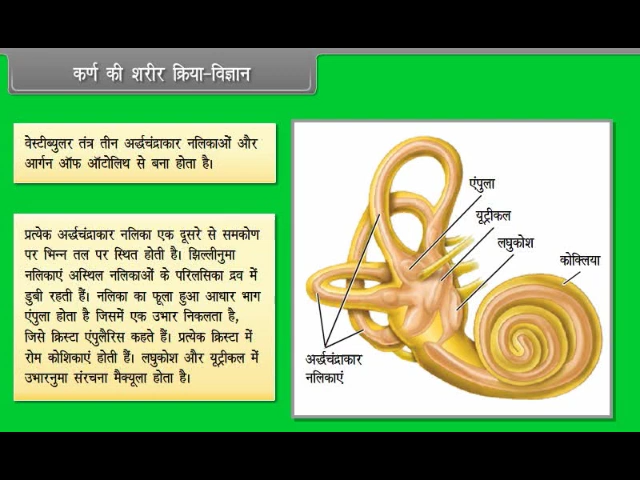 कर्ण की शरीर क्रिया-विज्ञान
वेस्टीब्युलर तंत्र तीन अर्द्धचंद्राकार नलिकाओं और
आर्गन ऑफ ऑटोलिथ से बना होता है।
प्रत्येक अर्द्धचंद्राकार नलिका एक दूसरे से समकोण
पर भिन्न तल पर स्थित होती है। झिल्लीनुमा
नलिकाएं अस्थिल नलिकाओं के परिलसिका द्रव में
डुबी रहती हैं। नलिका का फूला हुआ आधार भाग
एंपुला होता है जिसमें एक उभार निकलता है,
जिसे क्रिस्टा एंपुलैरिस कहते हैं। प्रत्येक क्रिस्टा में
रोम कोशिकाएं होती हैं। लघुकोश और यूट्रीकल में
उभारनुमा संरचना मैक्यूला होता है।
एंपुला
यूट्रीकल
लघुकोश
कोक्लिया
अर्द्धचंद्राकार
नलिकाएं